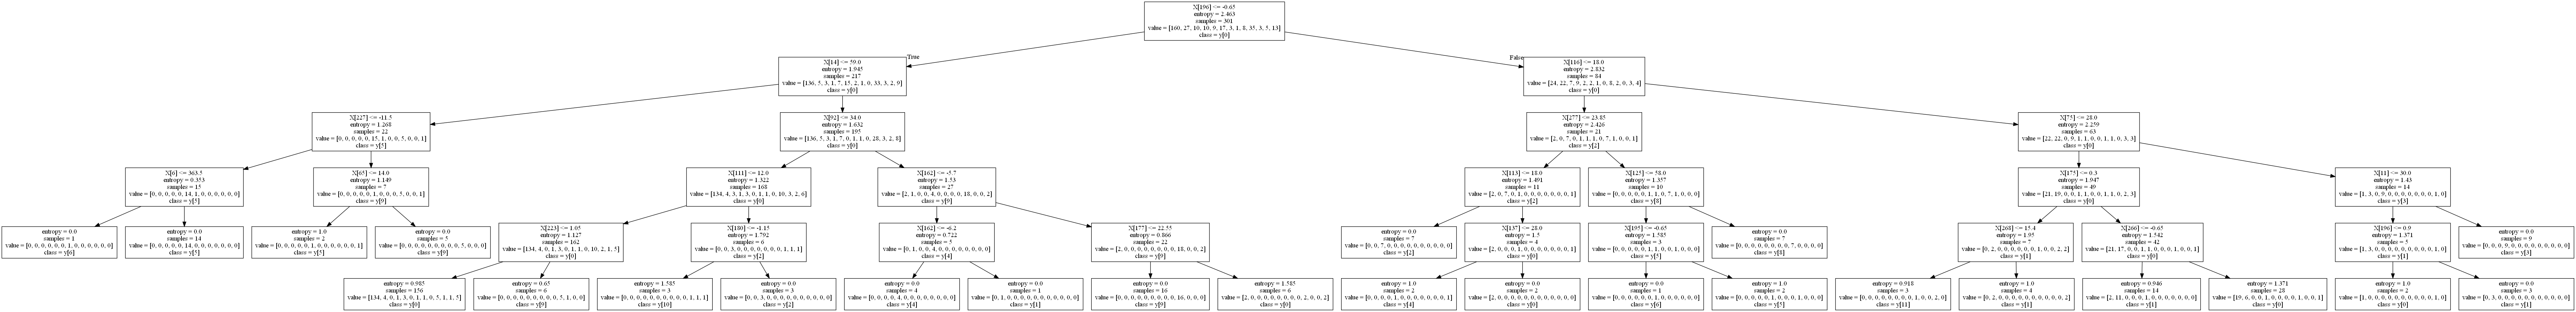 X[196] <= -0.65
entropy = 2.463
samples = 301
value = [160, 27, 10, 10, 9, 17, 3, 1, 8, 35, 3, 5, 13]
class = y[0]
True
False
X[14] <= 59.0
entropy = 1.945
samples = 217
value = [136, 5, 3, 1, 7, 15, 2, 1, 0, 33, 3, 2, 9]
class = y[0]
X[116] <= 18.0
entropy = 2.832
samples = 84
value = [24, 22, 7, 9, 2, 2, 1, 0, 8, 2, 0, 3, 4]
class = y[0]
X[227] <= -11.5
entropy = 1.268
samples = 22
value = [0, 0, 0, 0, 0, 15, 1, 0, 0, 5, 0, 0, 1]
class = y[5]
X[92] <= 34.0
entropy = 1.632
samples = 195
value = [136, 5, 3, 1, 7, 0, 1, 1, 0, 28, 3, 2, 8]
class = y[0]
X[277] <= 23.85
entropy = 2.426
samples = 21
value = [2, 0, 7, 0, 1, 1, 1, 0, 7, 1, 0, 0, 1]
class = y[2]
X[75] <= 28.0
entropy = 2.259
samples = 63
value = [22, 22, 0, 9, 1, 1, 0, 0, 1, 1, 0, 3, 3]
class = y[0]
X[6] <= 363.5
entropy = 0.353
samples = 15
value = [0, 0, 0, 0, 0, 14, 1, 0, 0, 0, 0, 0, 0]
class = y[5]
X[65] <= 14.0
entropy = 1.149
samples = 7
value = [0, 0, 0, 0, 0, 1, 0, 0, 0, 5, 0, 0, 1]
class = y[9]
X[111] <= 12.0
entropy = 1.322
samples = 168
value = [134, 4, 3, 1, 3, 0, 1, 1, 0, 10, 3, 2, 6]
class = y[0]
X[162] <= -5.7
entropy = 1.53
samples = 27
value = [2, 1, 0, 0, 4, 0, 0, 0, 0, 18, 0, 0, 2]
class = y[9]
X[113] <= 18.0
entropy = 1.491
samples = 11
value = [2, 0, 7, 0, 1, 0, 0, 0, 0, 0, 0, 0, 1]
class = y[2]
X[125] <= 58.0
entropy = 1.357
samples = 10
value = [0, 0, 0, 0, 0, 1, 1, 0, 7, 1, 0, 0, 0]
class = y[8]
X[175] <= 0.3
entropy = 1.947
samples = 49
value = [21, 19, 0, 0, 1, 1, 0, 0, 1, 1, 0, 2, 3]
class = y[0]
X[11] <= 30.0
entropy = 1.43
samples = 14
value = [1, 3, 0, 9, 0, 0, 0, 0, 0, 0, 0, 1, 0]
class = y[3]
entropy = 0.0
samples = 1
value = [0, 0, 0, 0, 0, 0, 1, 0, 0, 0, 0, 0, 0]
class = y[6]
entropy = 0.0
samples = 14
value = [0, 0, 0, 0, 0, 14, 0, 0, 0, 0, 0, 0, 0]
class = y[5]
entropy = 1.0
samples = 2
value = [0, 0, 0, 0, 0, 1, 0, 0, 0, 0, 0, 0, 1]
class = y[5]
entropy = 0.0
samples = 5
value = [0, 0, 0, 0, 0, 0, 0, 0, 0, 5, 0, 0, 0]
class = y[9]
X[223] <= 1.05
entropy = 1.127
samples = 162
value = [134, 4, 0, 1, 3, 0, 1, 1, 0, 10, 2, 1, 5]
class = y[0]
X[180] <= -1.15
entropy = 1.792
samples = 6
value = [0, 0, 3, 0, 0, 0, 0, 0, 0, 0, 1, 1, 1]
class = y[2]
X[162] <= -6.2
entropy = 0.722
samples = 5
value = [0, 1, 0, 0, 4, 0, 0, 0, 0, 0, 0, 0, 0]
class = y[4]
X[177] <= 22.55
entropy = 0.866
samples = 22
value = [2, 0, 0, 0, 0, 0, 0, 0, 0, 18, 0, 0, 2]
class = y[9]
entropy = 0.0
samples = 7
value = [0, 0, 7, 0, 0, 0, 0, 0, 0, 0, 0, 0, 0]
class = y[2]
X[137] <= 28.0
entropy = 1.5
samples = 4
value = [2, 0, 0, 0, 1, 0, 0, 0, 0, 0, 0, 0, 1]
class = y[0]
X[195] <= -0.65
entropy = 1.585
samples = 3
value = [0, 0, 0, 0, 0, 1, 1, 0, 0, 1, 0, 0, 0]
class = y[5]
entropy = 0.0
samples = 7
value = [0, 0, 0, 0, 0, 0, 0, 0, 7, 0, 0, 0, 0]
class = y[8]
X[268] <= 15.4
entropy = 1.95
samples = 7
value = [0, 2, 0, 0, 0, 0, 0, 0, 1, 0, 0, 2, 2]
class = y[1]
X[266] <= -0.65
entropy = 1.542
samples = 42
value = [21, 17, 0, 0, 1, 1, 0, 0, 0, 1, 0, 0, 1]
class = y[0]
X[196] <= 0.9
entropy = 1.371
samples = 5
value = [1, 3, 0, 0, 0, 0, 0, 0, 0, 0, 0, 1, 0]
class = y[1]
entropy = 0.0
samples = 9
value = [0, 0, 0, 9, 0, 0, 0, 0, 0, 0, 0, 0, 0]
class = y[3]
entropy = 0.985
samples = 156
value = [134, 4, 0, 1, 3, 0, 1, 1, 0, 5, 1, 1, 5]
class = y[0]
entropy = 0.65
samples = 6
value = [0, 0, 0, 0, 0, 0, 0, 0, 0, 5, 1, 0, 0]
class = y[9]
entropy = 1.585
samples = 3
value = [0, 0, 0, 0, 0, 0, 0, 0, 0, 0, 1, 1, 1]
class = y[10]
entropy = 0.0
samples = 3
value = [0, 0, 3, 0, 0, 0, 0, 0, 0, 0, 0, 0, 0]
class = y[2]
entropy = 0.0
samples = 4
value = [0, 0, 0, 0, 4, 0, 0, 0, 0, 0, 0, 0, 0]
class = y[4]
entropy = 0.0
samples = 1
value = [0, 1, 0, 0, 0, 0, 0, 0, 0, 0, 0, 0, 0]
class = y[1]
entropy = 0.0
samples = 16
value = [0, 0, 0, 0, 0, 0, 0, 0, 0, 16, 0, 0, 0]
class = y[9]
entropy = 1.585
samples = 6
value = [2, 0, 0, 0, 0, 0, 0, 0, 0, 2, 0, 0, 2]
class = y[0]
entropy = 1.0
samples = 2
value = [0, 0, 0, 0, 1, 0, 0, 0, 0, 0, 0, 0, 1]
class = y[4]
entropy = 0.0
samples = 2
value = [2, 0, 0, 0, 0, 0, 0, 0, 0, 0, 0, 0, 0]
class = y[0]
entropy = 0.0
samples = 1
value = [0, 0, 0, 0, 0, 0, 1, 0, 0, 0, 0, 0, 0]
class = y[6]
entropy = 1.0
samples = 2
value = [0, 0, 0, 0, 0, 1, 0, 0, 0, 1, 0, 0, 0]
class = y[5]
entropy = 0.918
samples = 3
value = [0, 0, 0, 0, 0, 0, 0, 0, 1, 0, 0, 2, 0]
class = y[11]
entropy = 1.0
samples = 4
value = [0, 2, 0, 0, 0, 0, 0, 0, 0, 0, 0, 0, 2]
class = y[1]
entropy = 0.946
samples = 14
value = [2, 11, 0, 0, 0, 1, 0, 0, 0, 0, 0, 0, 0]
class = y[1]
entropy = 1.371
samples = 28
value = [19, 6, 0, 0, 1, 0, 0, 0, 0, 1, 0, 0, 1]
class = y[0]
entropy = 1.0
samples = 2
value = [1, 0, 0, 0, 0, 0, 0, 0, 0, 0, 0, 1, 0]
class = y[0]
entropy = 0.0
samples = 3
value = [0, 3, 0, 0, 0, 0, 0, 0, 0, 0, 0, 0, 0]
class = y[1]